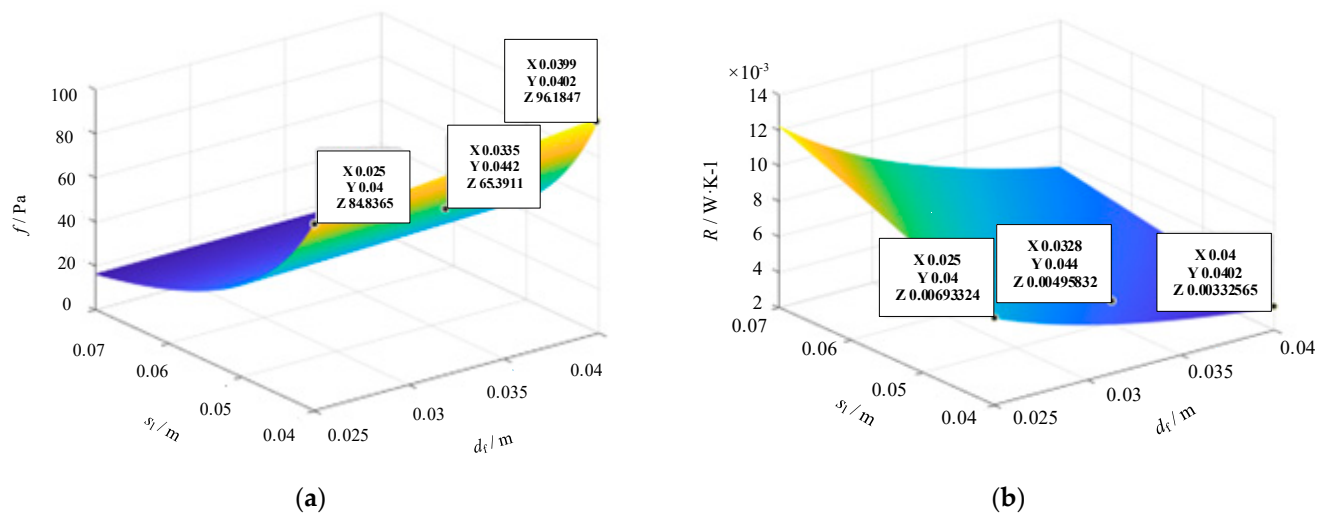 100
80
60
40
20
0
f / Pa
0.07
0.06
0.05
0.04
s₁ / m
0.025
0.03
0.035
0.04
d_f / m
X 0.025
Y 0.04
Z 84.8365
X 0.0335
Y 0.0442
Z 65.3911
X 0.0399
Y 0.0402
Z 96.1847
(a)
×10⁻³
14
12
10
8
6
4
2
R / W·K-1
0.07
0.06
0.05
0.04
s₁ / m
0.025
0.03
0.035
0.04
d_f / m
X 0.025
Y 0.04
Z 0.00693324
X 0.0328
Y 0.044
Z 0.00495832
X 0.04
Y 0.0402
Z 0.00332565
(b)